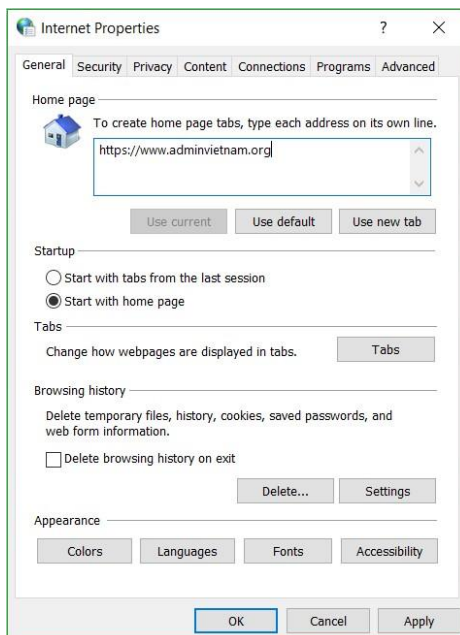 Internet Properties
?
General Security Privacy Content Connections Programs Advanced
Home page
To create home page tabs, type each address on its own line.
https://www.adminvietnam.org
Use current Use default Use new tab
Startup
Start with tabs from the last session
Start with home page
Tabs
Change how webpages are displayed in tabs. Tabs
Browsing history
Delete temporary files, history, cookies, saved passwords, and
web form information.
Delete browsing history on exit
Delete... Settings
Appearance
Colors Languages Fonts Accessibility
OK Cancel Apply